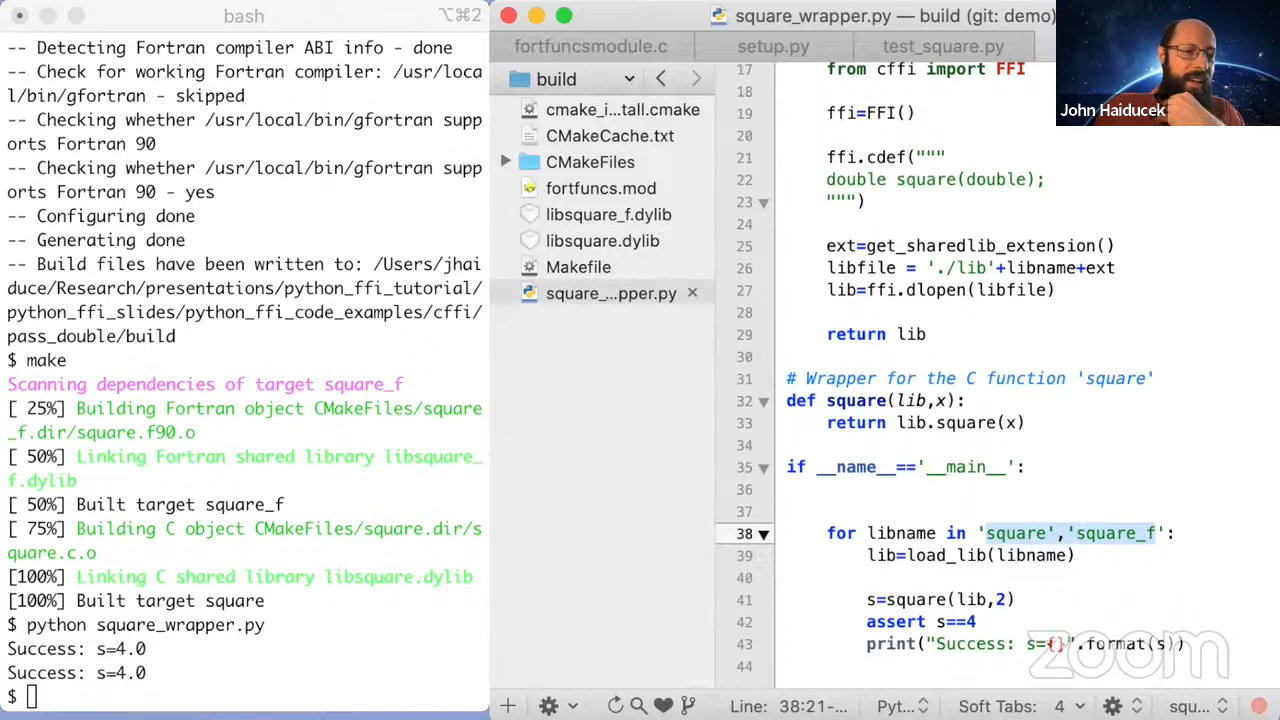 bash
⌥⌘2
-- Detecting Fortran compiler ABI info - done
-- Check for working Fortran compiler: /usr/loca
l/bin/gfortran - skipped
-- Checking whether /usr/local/bin/gfortran supp
orts Fortran 90
-- Checking whether /usr/local/bin/gfortran supp
orts Fortran 90 - yes
-- Configuring done
-- Generating done
-- Build files have been written to: /Users/jhai
duce/Research/presentations/python_ffi_tutorial/
python_ffi_slides/python_ffi_code_examples/cffi/
pass_double/build
$ make
Scanning dependencies of target square_f
[ 25%] Building Fortran object CMakeFiles/square
_f.dir/square.f90.o
[ 50%] Linking Fortran shared library libsquare_
f.dylib
[ 50%] Built target square_f
[ 75%] Building C object CMakeFiles/square.dir/s
quare.c.o
[100%] Linking C shared library libsquare.dylib
[100%] Built target square
$ python square_wrapper.py
Success: s=4.0
Success: s=4.0
$
square_wrapper.py — build (git: demo)
fortfuncsmodule.c
setup.py
test_square.py
build
cmake_i...tall.cmake
CMakeCache.txt
CMakeFiles
fortfuncs.mod
libsquare_f.dylib
libsquare.dylib
Makefile
square_...pper.py
17 from cffi import FFI
18
19 ffi=FFI()
20
21 ffi.cdef("""
22 double square(double);
23 """)
24
25 ext=get_sharedlib_extension()
26 libfile = './lib'+libname+ext
27 lib=ffi.dlopen(libfile)
28
29 return lib
30
31 # Wrapper for the C function 'square'
32 def square(lib,x):
33 return lib.square(x)
34
35 if __name__=='__main__':
36
37
38 for libname in 'square','square_f':
39 lib=load_lib(libname)
40
41 s=square(lib,2)
42 assert s==4
43 print("Success: s={}".format(s))
44
Line: 38:21-...
Pyt...
Soft Tabs: 4
squ...
John Haiducek
zoom